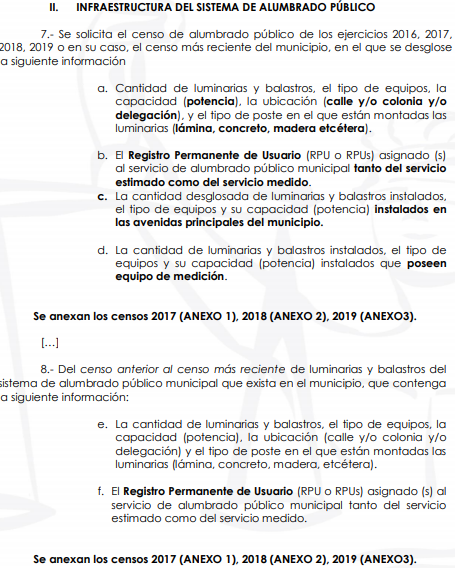 II. INFRAESTRUCTURA DEL SISTEMA DE ALUMBRADO PÚBLICO
7.- Se solicita el censo de alumbrado público de los ejercicios 2016, 2017,
2018, 2019 o en su caso, el censo más reciente del municipio, en el que se desglose
a siguiente información
a. Cantidad de luminarias y balastros, el tipo de equipos, la
capacidad (potencia), la ubicación (calle y/o colonia y/o
delegación), y el tipo de poste en el que están montadas las
luminarias (lámina, concreto, madera etcétera).
b. El Registro Permanente de Usuario (RPU o RPUs) asignado (s)
al servicio de alumbrado público municipal tanto del servicio
estimado como del servicio medido.
c. La cantidad desglosada de luminarias y balastros instalados,
el tipo de equipos y su capacidad (potencia) instalados en
las avenidas principales del municipio.
d. La cantidad de luminarias y balastros instalados, el tipo de
equipos y su capacidad (potencia) instalados que poseen
equipo de medición.
Se anexan los censos 2017 (ANEXO 1), 2018 (ANEXO 2), 2019 (ANEXO3).
[...]
8.- Del censo anterior al censo más reciente de luminarias y balastros del
sistema de alumbrado público municipal que exista en el municipio, que contenga
a siguiente información:
e. La cantidad de luminarias y balastros, el tipo de equipos, la
capacidad (potencia), la ubicación (calle y/o colonia y/o
delegación) y el tipo de poste en el que están montadas las
luminarias (lámina, concreto, madera, etcétera).
f. El Registro Permanente de Usuario (RPU o RPUs) asignado (s) al
servicio de alumbrado público municipal tanto del servicio
estimado como del servicio medido.
Se anexan los censos 2017 (ANEXO 1), 2018 (ANEXO 2), 2019 (ANEXO3).